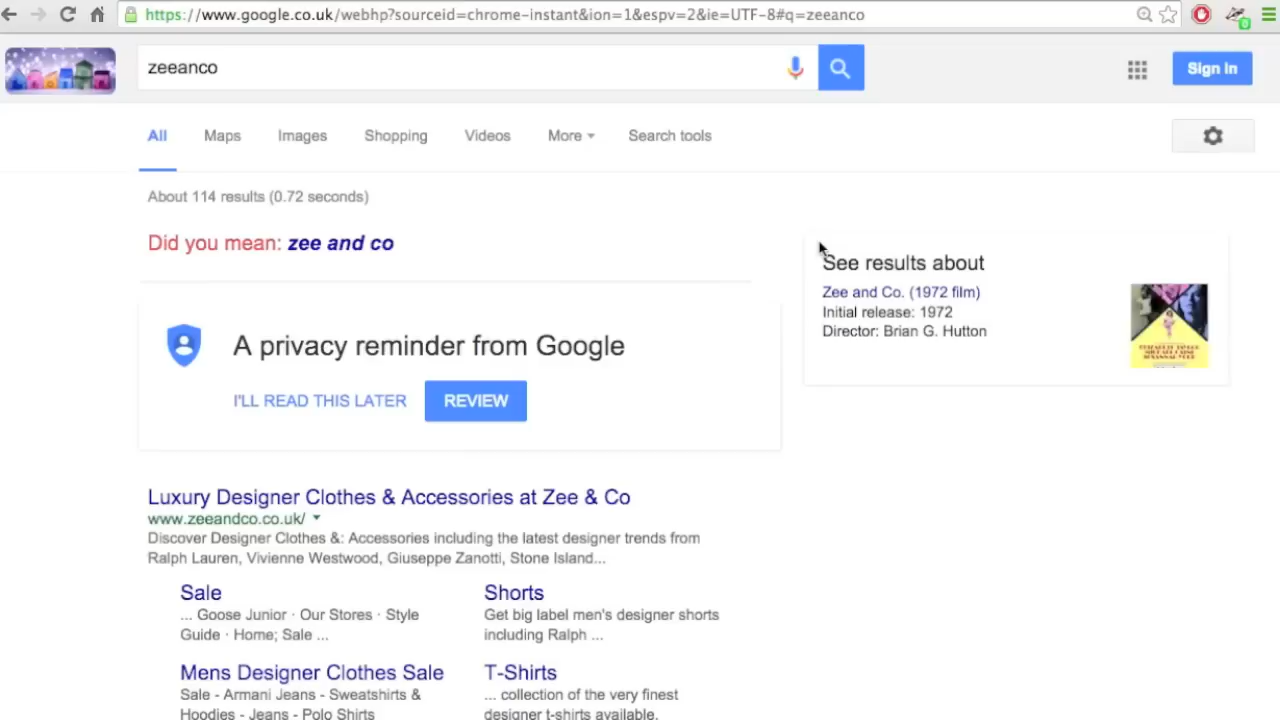 https://www.google.co.uk/webhp?sourceid=chrome-instant&ion=1&espv=2&ie=UTF-8#q=zeeanco
zeeanco
Sign in
All Maps Images Shopping Videos More Search tools
About 114 results (0.72 seconds)
Did you mean: zee and co
See results about
Zee and Co. (1972 film)
Initial release: 1972
Director: Brian G. Hutton
A privacy reminder from Google
I'LL READ THIS LATER REVIEW
Luxury Designer Clothes & Accessories at Zee & Co
www.zeeandco.co.uk/
Discover Designer Clothes &: Accessories including the latest designer trends from
Ralph Lauren, Vivienne Westwood, Giuseppe Zanotti, Stone Island...
Sale
... Goose Junior · Our Stores · Style
Guide · Home; Sale ...
Shorts
Get big label men's designer shorts
including Ralph ...
Mens Designer Clothes Sale
Sale - Armani Jeans - Sweatshirts &
Hoodies - Jeans - Polo Shirts
T-Shirts
... collection of the very finest
designer t-shirts available.